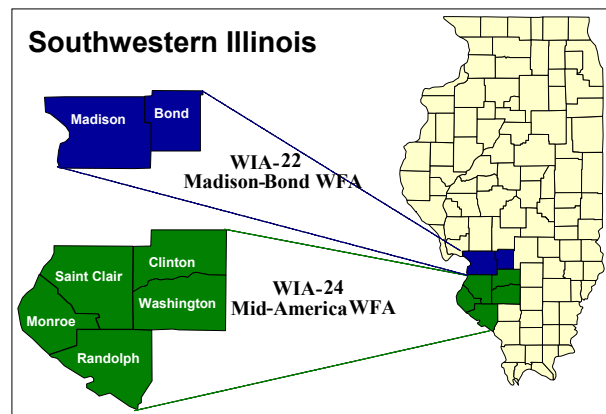 Southwestern Illinois
Madison
Bond
WIA-22
Madison-Bond WFA
Saint Clair
Clinton
Washington
Monroe
Randolph
WIA-24
Mid-America WFA